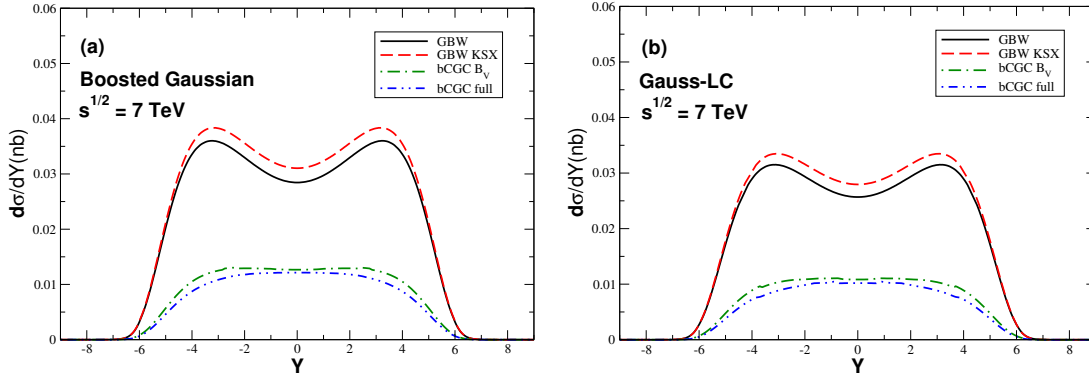 0.06
0.05
0.04
0.03
0.02
0.01
0
dσ/dY(nb)
(a)
Boosted Gaussian
s^{1/2} = 7 TeV
GBW
GBW KSX
bCGC B_V
bCGC full
-8 -6 -4 -2 0 2 4 6 8
Y
0.06
0.05
0.04
0.03
0.02
0.01
0
dσ/dY(nb)
(b)
Gauss-LC
s^{1/2} = 7 TeV
GBW
GBW KSX
bCGC B_V
bCGC full
-8 -6 -4 -2 0 2 4 6 8
Y